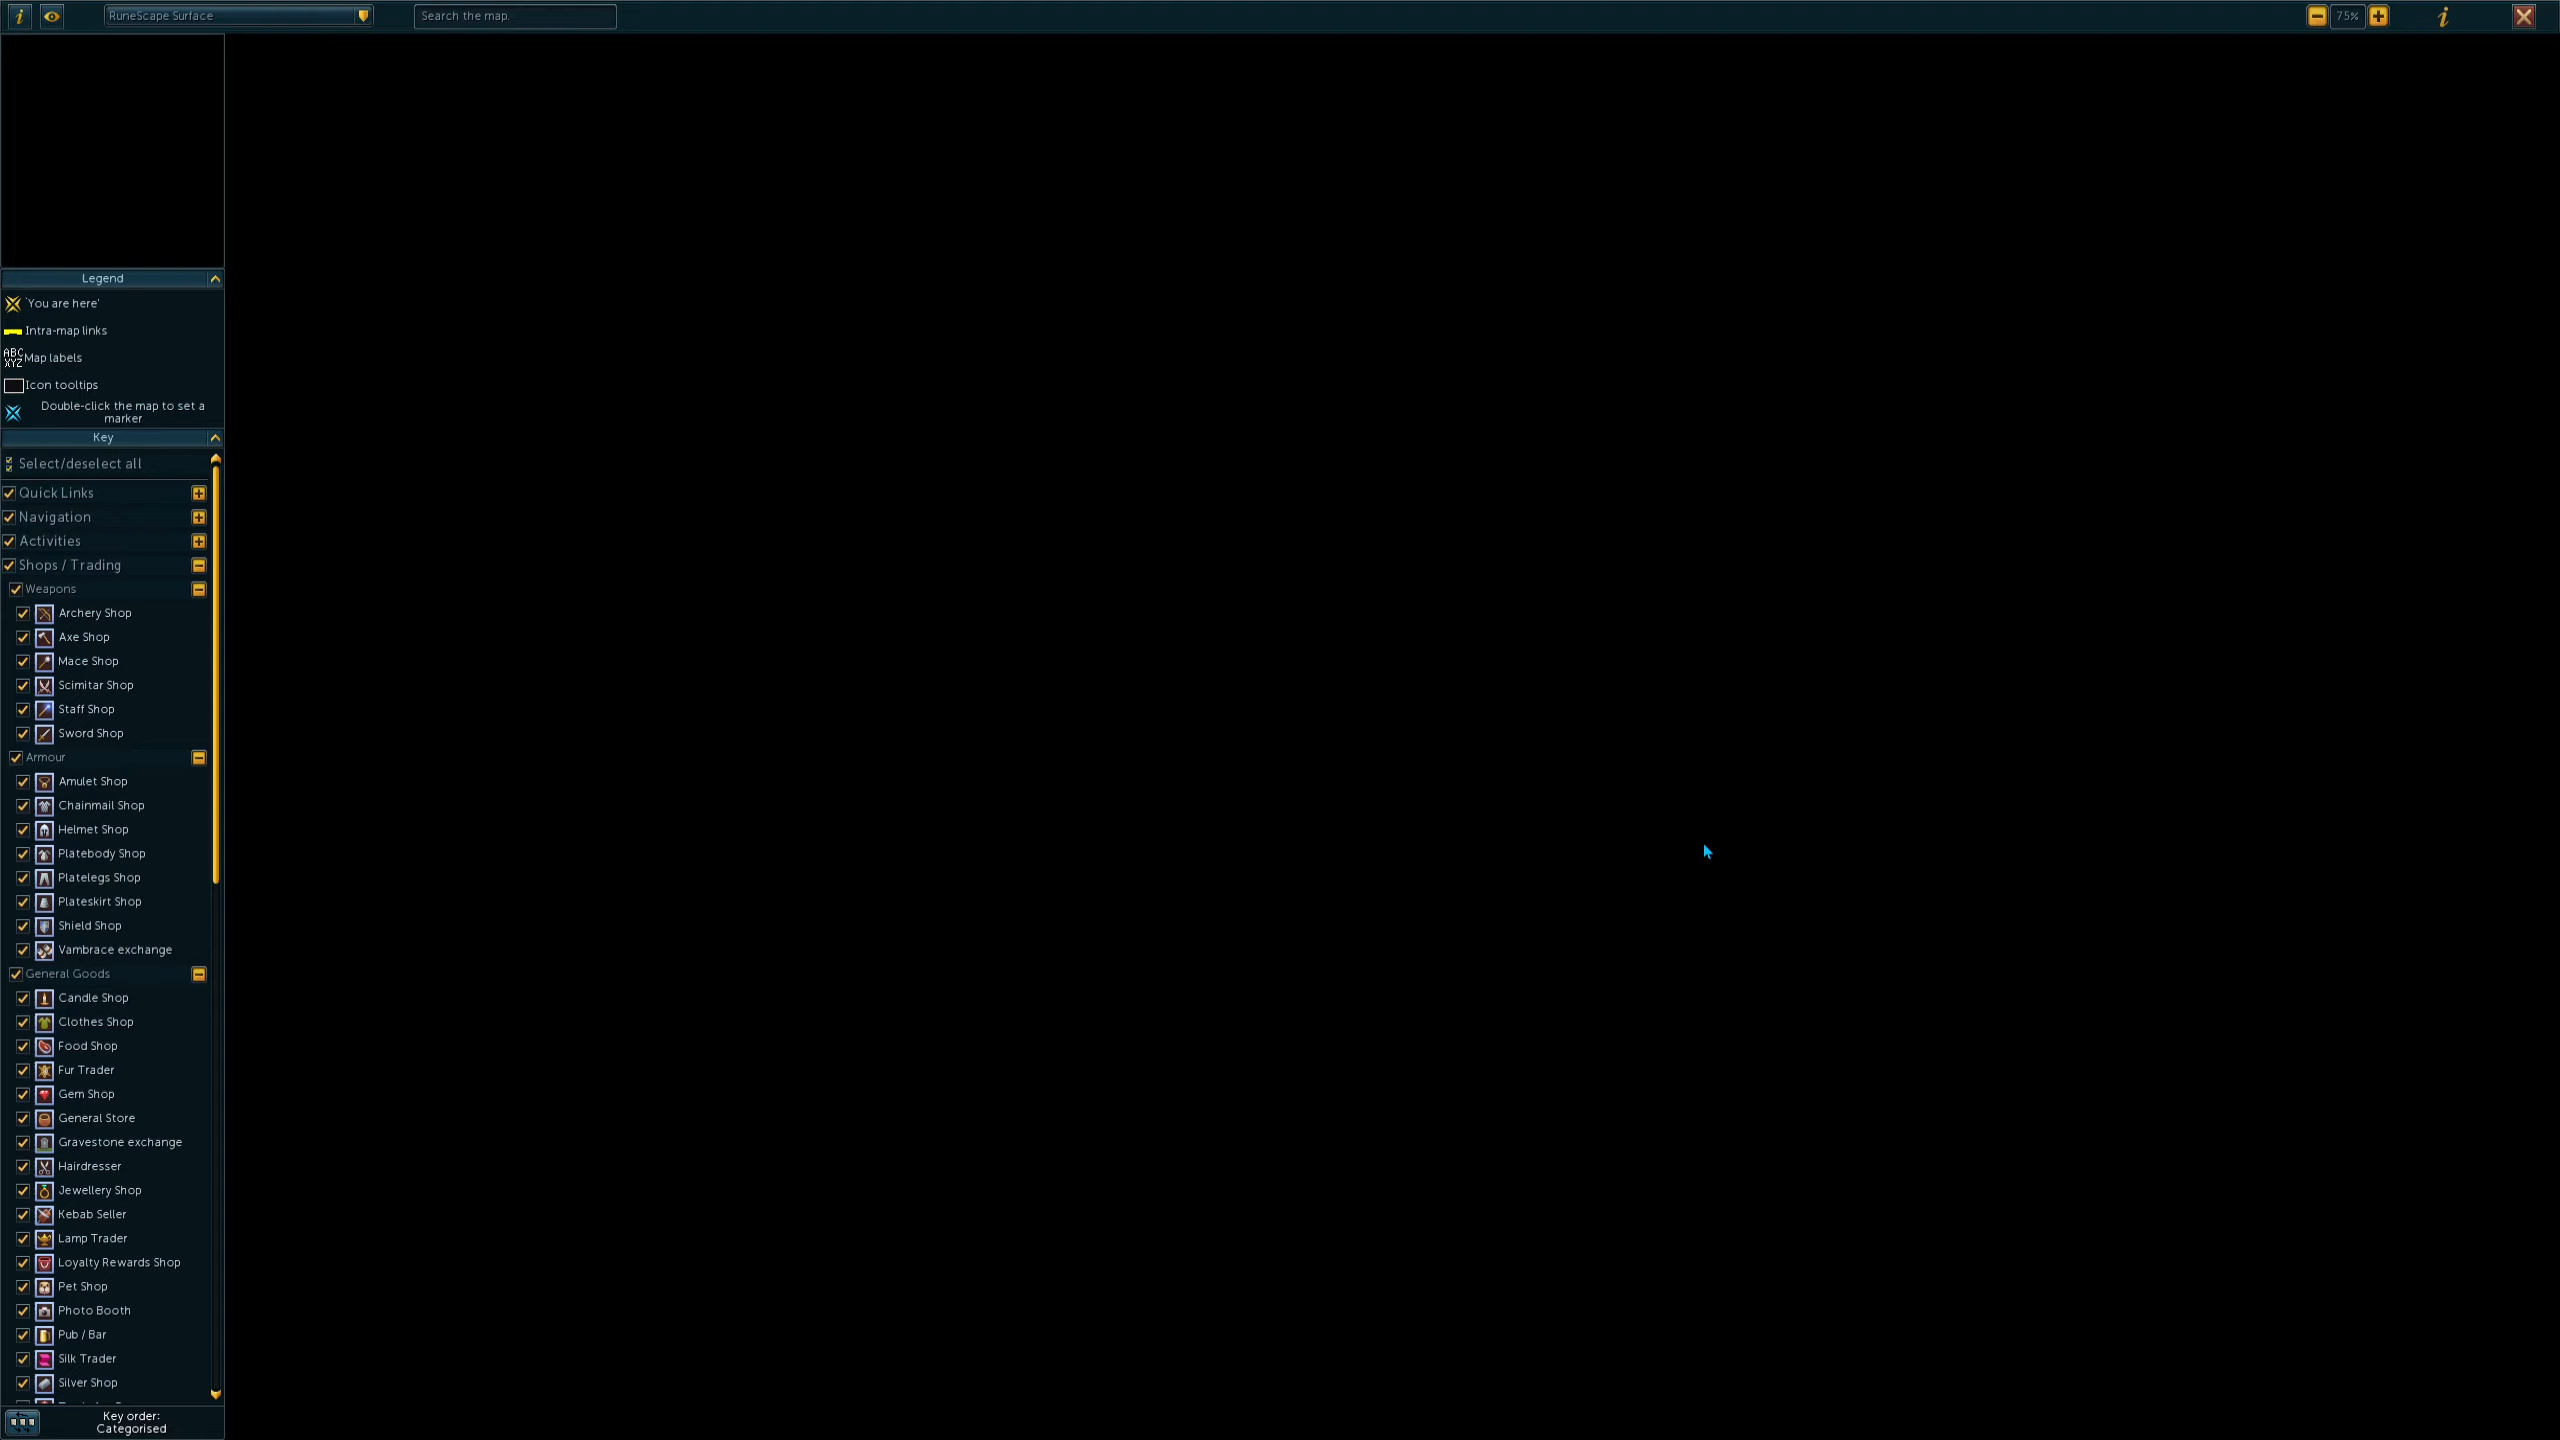 RuneScape Surface
Search the map.
75%
Legend
'You are here'
Intra-map links
ABC
XYZ
Map labels
Icon tooltips
Double-click the map to set a
marker
Key
Select/deselect all
Quick Links
Navigation
Activities
Shops / Trading
Weapons
Archery Shop
Axe Shop
Mace Shop
Scimitar Shop
Staff Shop
Sword Shop
Armour
Amulet Shop
Chainmail Shop
Helmet Shop
Platebody Shop
Platelegs Shop
Plateskirt Shop
Shield Shop
Vambrace exchange
General Goods
Candle Shop
Clothes Shop
Food Shop
Fur Trader
Gem Shop
General Store
Gravestone exchange
Hairdresser
Jewellery Shop
Kebab Seller
Lamp Trader
Loyalty Rewards Shop
Pet Shop
Photo Booth
Pub / Bar
Silk Trader
Silver Shop
Key order:
Categorised